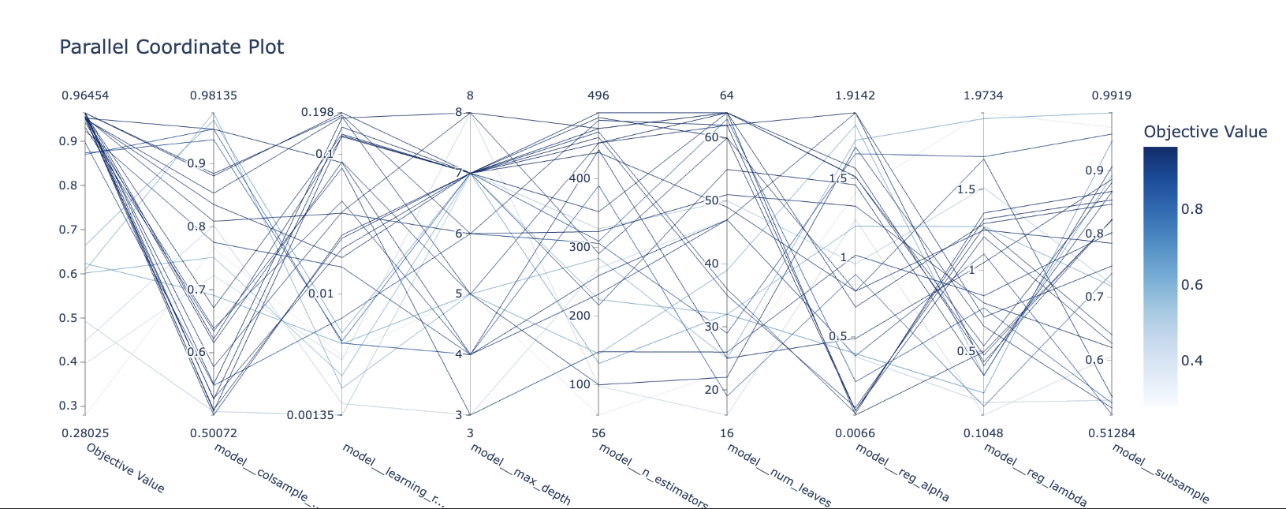 Parallel Coordinate Plot
0.96454 0.98135 8 496 64 1.9142 1.9734 0.9919
0.198 8
Objective Value
0.9 0.9 0.1 7 400 60 1.5 1.5 0.9
0.8 0.8 50 0.8 0.8
0.7 6 300 1 1
0.6 0.7 0.01 5 200 40 0.7 0.6
0.5 0.6 4 30 0.5 0.5 0.6
0.4 100 20 0.4
0.3 0.00135 3
0.28025 0.50072 3 56 16 0.0066 0.1048 0.51284
Objective Value
model__colsample_…
model__learning_r…
model__max_depth
model__n_estimators
model__num_leaves
model__reg_alpha
model__reg_lambda
model__subsample